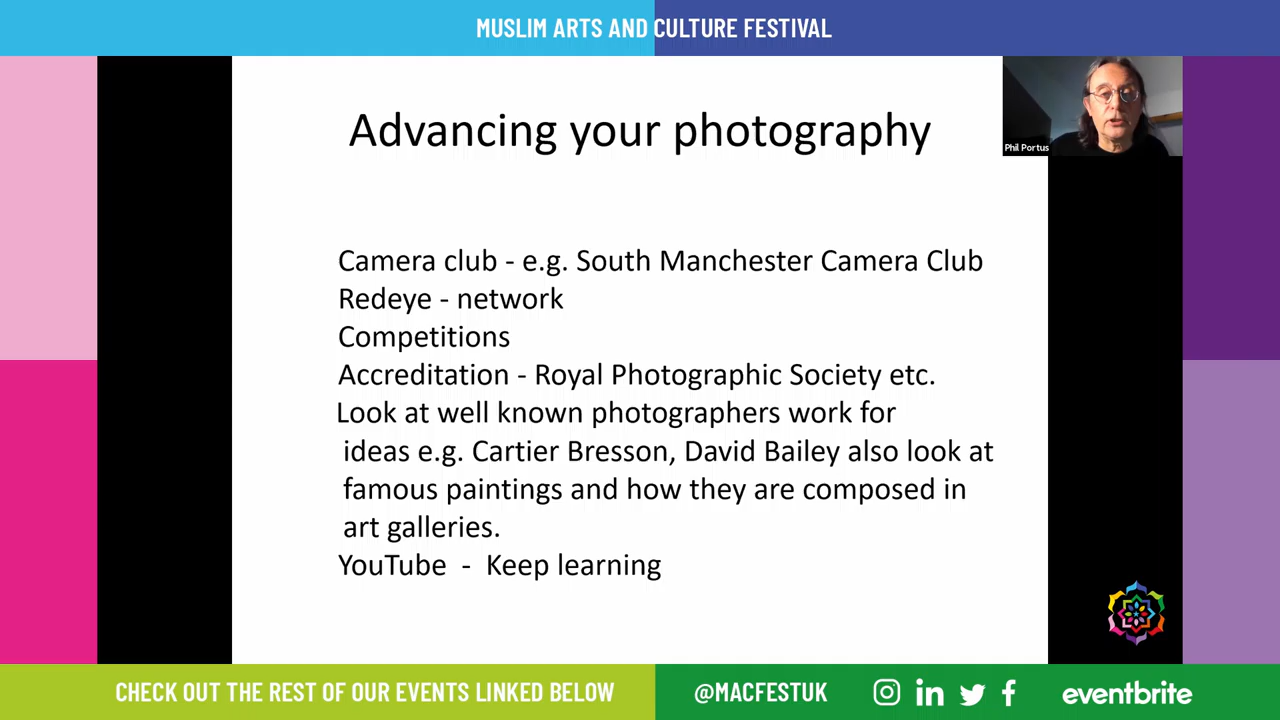 MUSLIM ARTS AND CULTURE FESTIVAL
Advancing your photography
Phil Portus
Camera club - e.g. South Manchester Camera Club
Redeye - network
Competitions
Accreditation - Royal Photographic Society etc.
Look at well known photographers work for
ideas e.g. Cartier Bresson, David Bailey also look at
famous paintings and how they are composed in
art galleries.
YouTube - Keep learning
CHECK OUT THE REST OF OUR EVENTS LINKED BELOW
@MACFESTUK
eventbrite